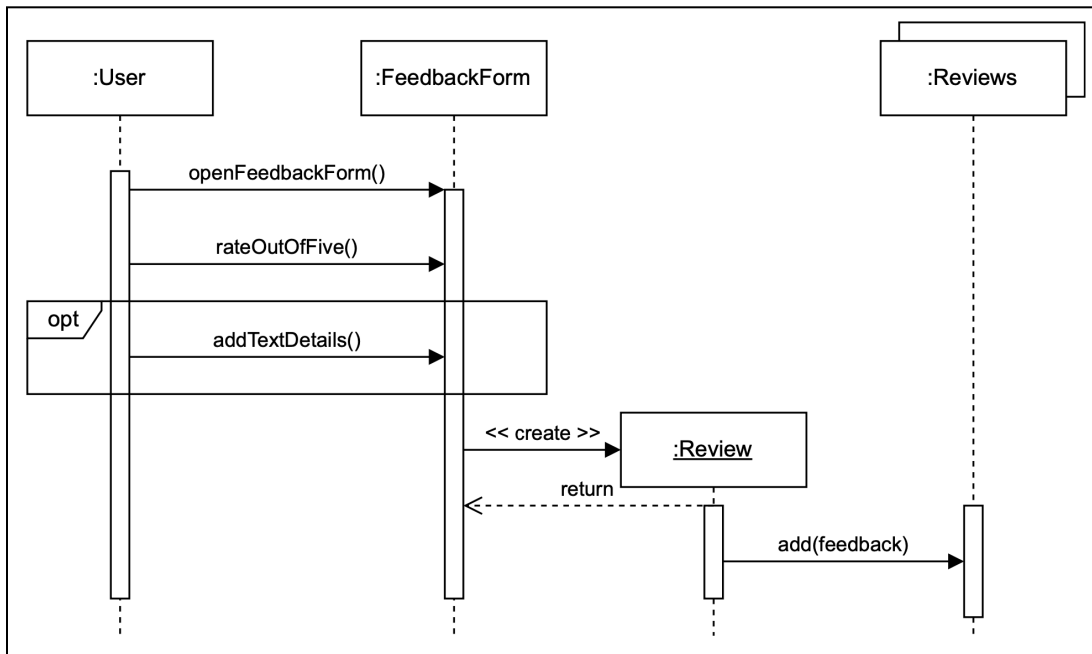 :User
:FeedbackForm
:Reviews
openFeedbackForm()
rateOutOfFive()
opt
addTextDetails()
<< create >>
:Review
return
add(feedback)